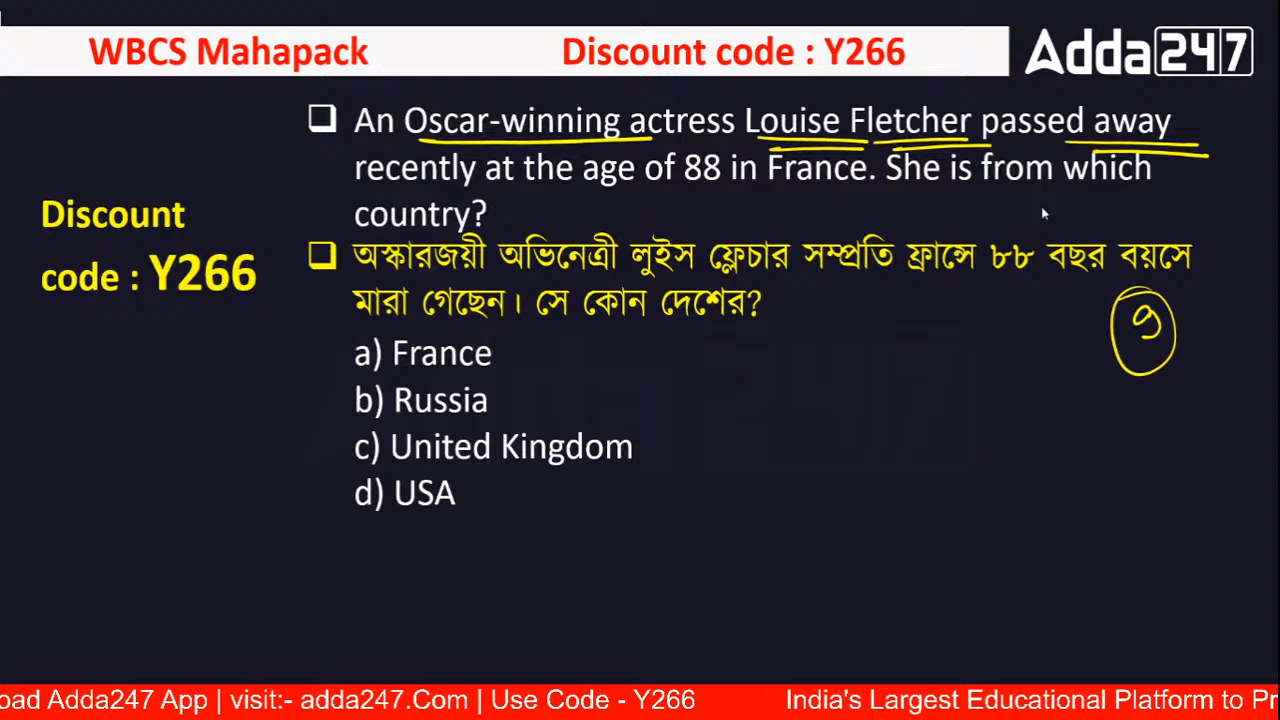 WBCS Mahapack Discount code : Y266 Adda247
An Oscar-winning actress Louise Fletcher passed away
recently at the age of 88 in France. She is from which
country?
Discount
code : Y266
অস্কারজয়ী অভিনেত্রী লুইস ফ্লেচার সম্প্রতি ফ্রান্সে ৮৮ বছর বয়সে
মারা গেছেন। সে কোন দেশের?
a) France
b) Russia
c) United Kingdom
d) USA
oad Adda247 App | visit:- adda247.Com | Use Code - Y266 India's Largest Educational Platform to Pr